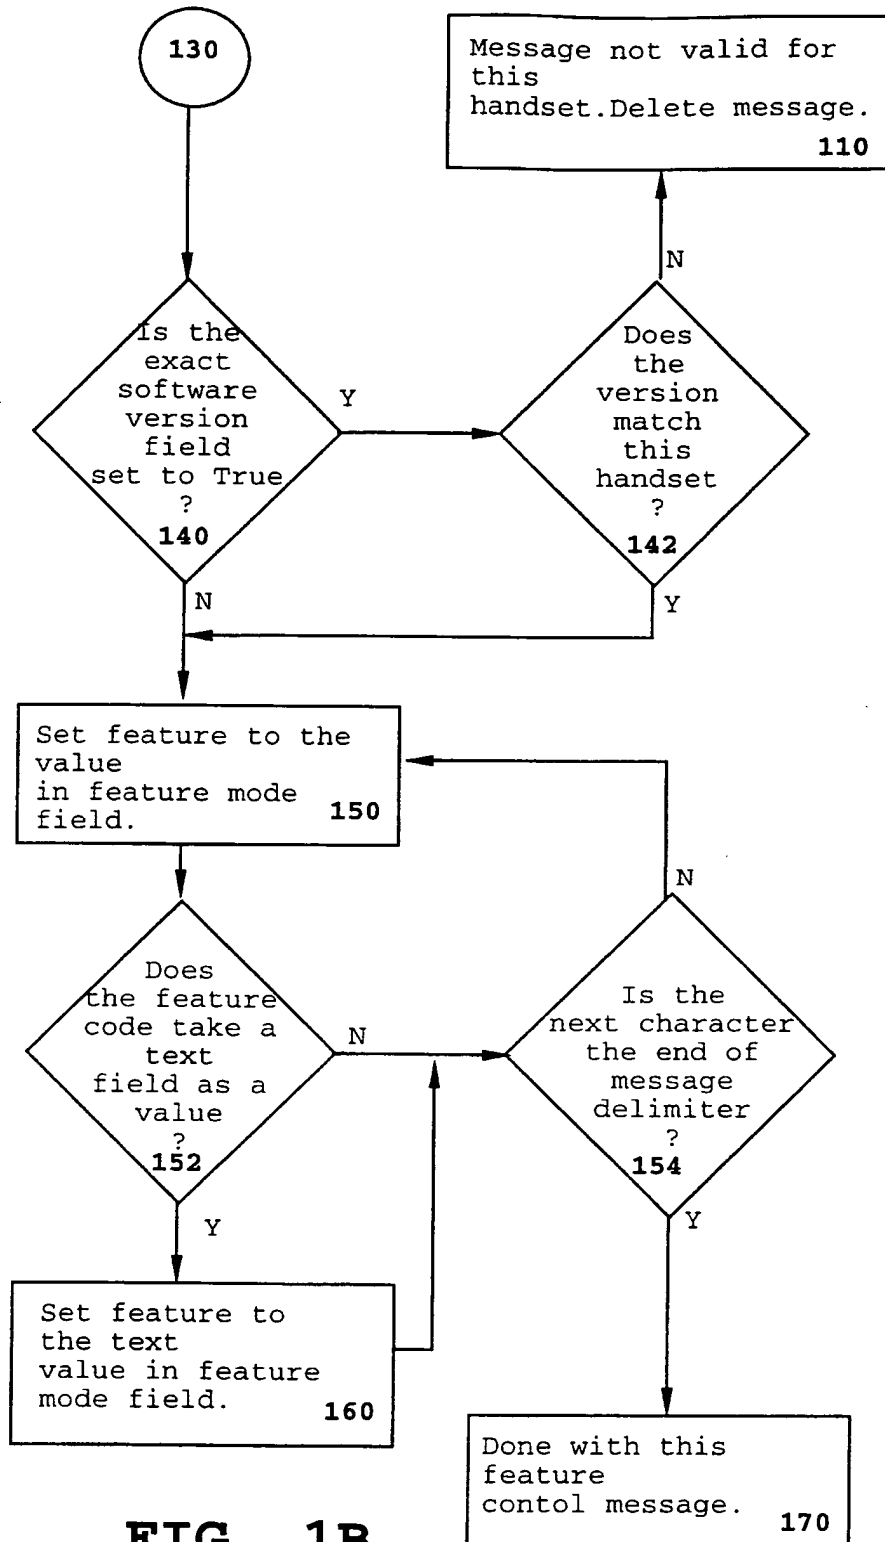 130
Message not valid for
this
handset.Delete message.
110
N
Is the
exact
software
version
field
set to True
?
140
Y
Does
the
version
match
this
handset
?
142
N
Y
Set feature to the
value
in feature mode
field.
150
N
Does
the feature
code take a
text
field as a
value
?
152
N
Is the
next character
the end of
message
delimiter
?
154
Y
Y
Set feature to
the text
value in feature
mode field.
160
Done with this
feature
contol message.
170
FIG. 1B